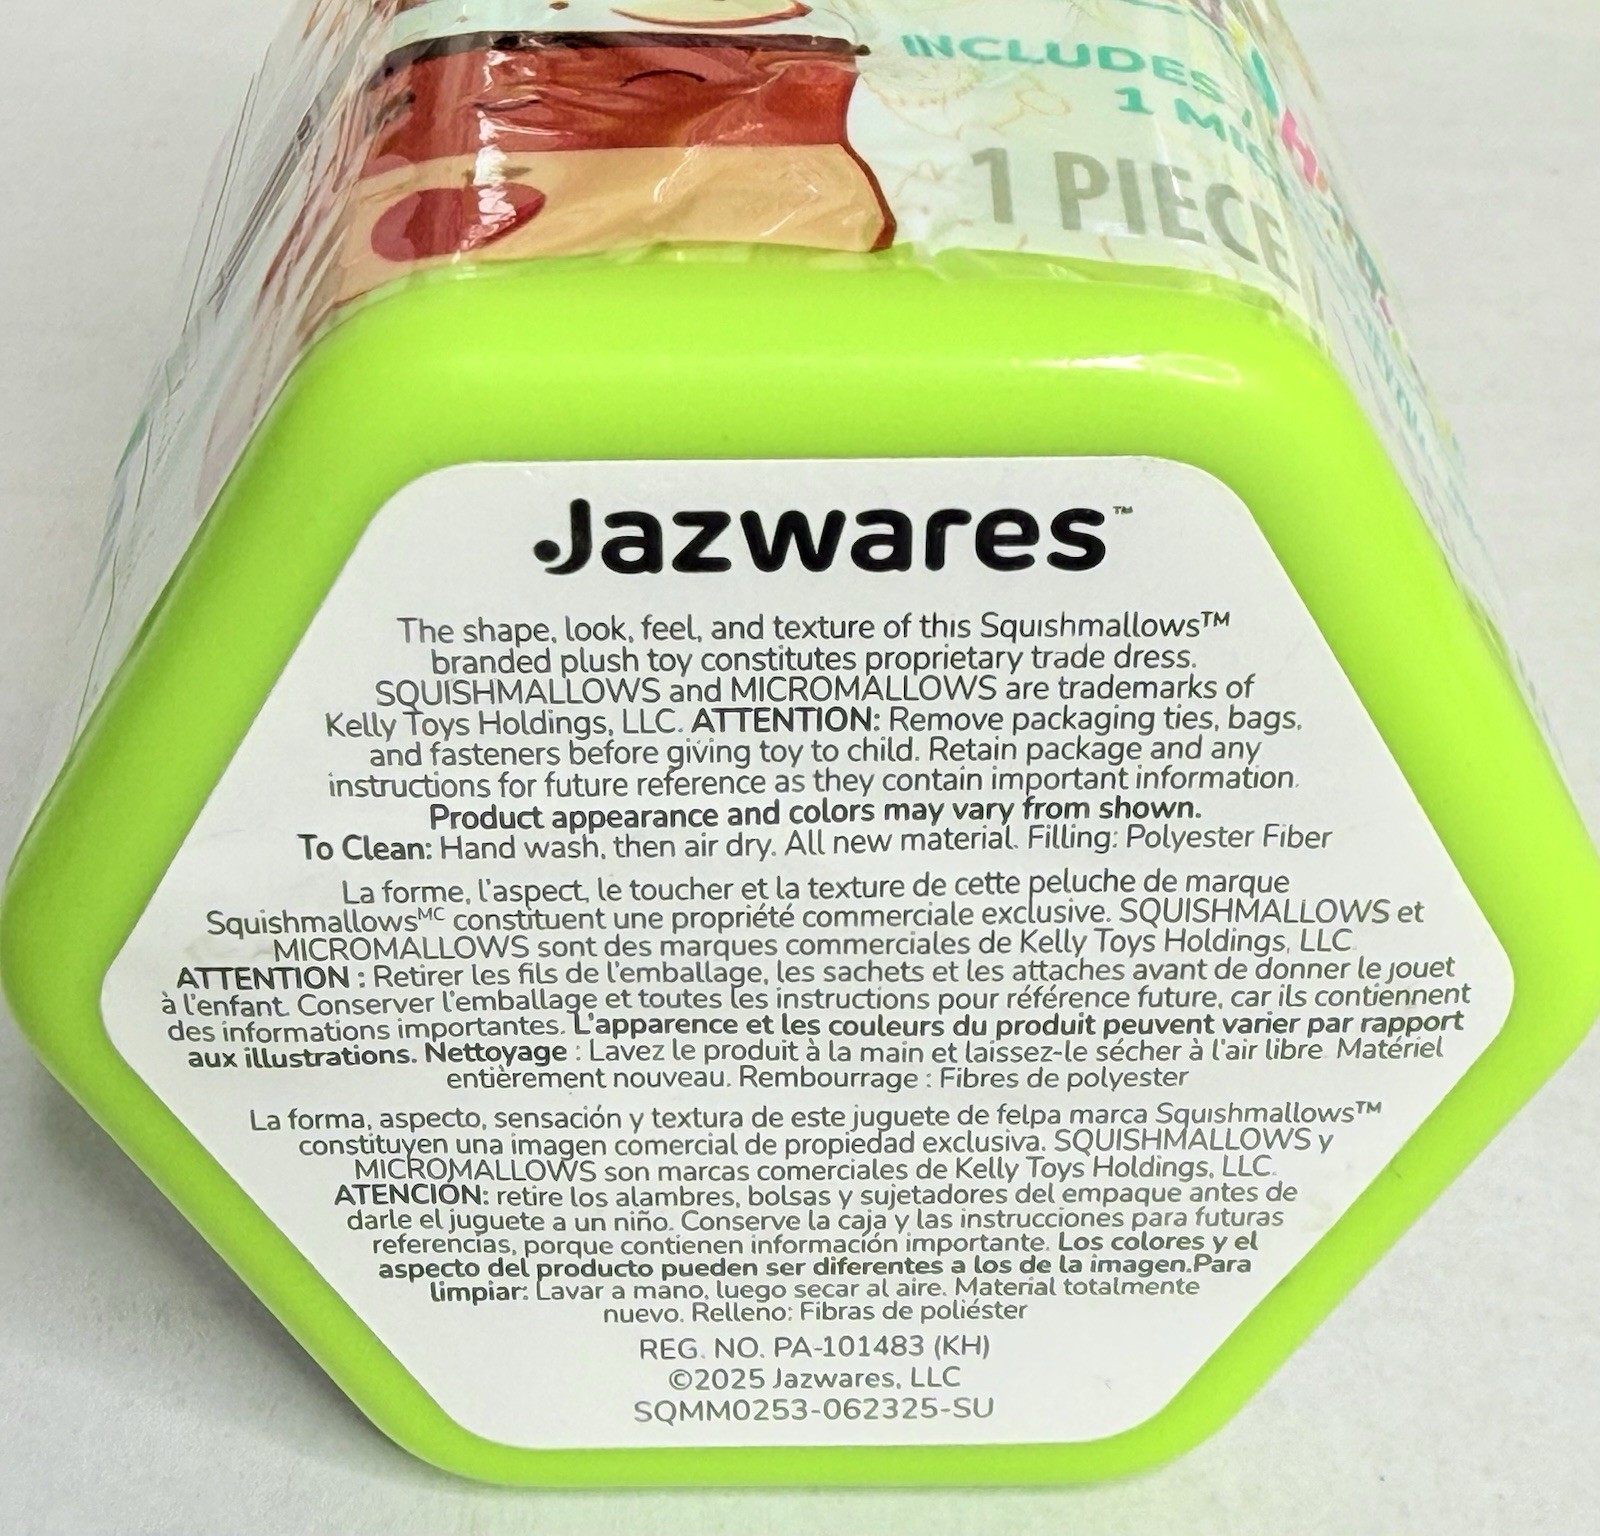 INCLUDES
1 MIC
1 PIECE
Jazwares™
The shape, look, feel, and texture of this Squishmallows™
branded plush toy constitutes proprietary trade dress.
SQUISHMALLOWS and MICROMALLOWS are trademarks of
Kelly Toys Holdings, LLC. ATTENTION: Remove packaging ties, bags,
and fasteners before giving toy to child. Retain package and any
instructions for future reference as they contain important information.
Product appearance and colors may vary from shown.
To Clean: Hand wash, then air dry. All new material. Filling: Polyester Fiber
La forme, l'aspect, le toucher et la texture de cette peluche de marque
Squishmallowsᴹᶜ constituent une propriété commerciale exclusive. SQUISHMALLOWS et
MICROMALLOWS sont des marques commerciales de Kelly Toys Holdings, LLC
ATTENTION : Retirer les fils de l'emballage, les sachets et les attaches avant de donner le jouet
à l'enfant. Conserver l'emballage et toutes les instructions pour référence future, car ils contiennent
des informations importantes. L'apparence et les couleurs du produit peuvent varier par rapport
aux illustrations. Nettoyage : Lavez le produit à la main et laissez-le sécher à l'air libre. Matériel
entièrement nouveau. Rembourrage : Fibres de polyester
La forma, aspecto, sensación y textura de este juguete de felpa marca Squishmallows™
constituyen una imagen comercial de propiedad exclusiva. SQUISHMALLOWS y
MICROMALLOWS son marcas comerciales de Kelly Toys Holdings, LLC.
ATENCIÓN: retire los alambres, bolsas y sujetadores del empaque antes de
darle el juguete a un niño. Conserve la caja y las instrucciones para futuras
referencias, porque contienen información importante. Los colores y el
aspecto del producto pueden ser diferentes a los de la imagen.Para
limpiar: Lavar a mano, luego secar al aire. Material totalmente
nuevo. Relleno: Fibras de poliéster
REG. NO. PA-101483 (KH)
©2025 Jazwares, LLC
SQMM0253-062325-SU